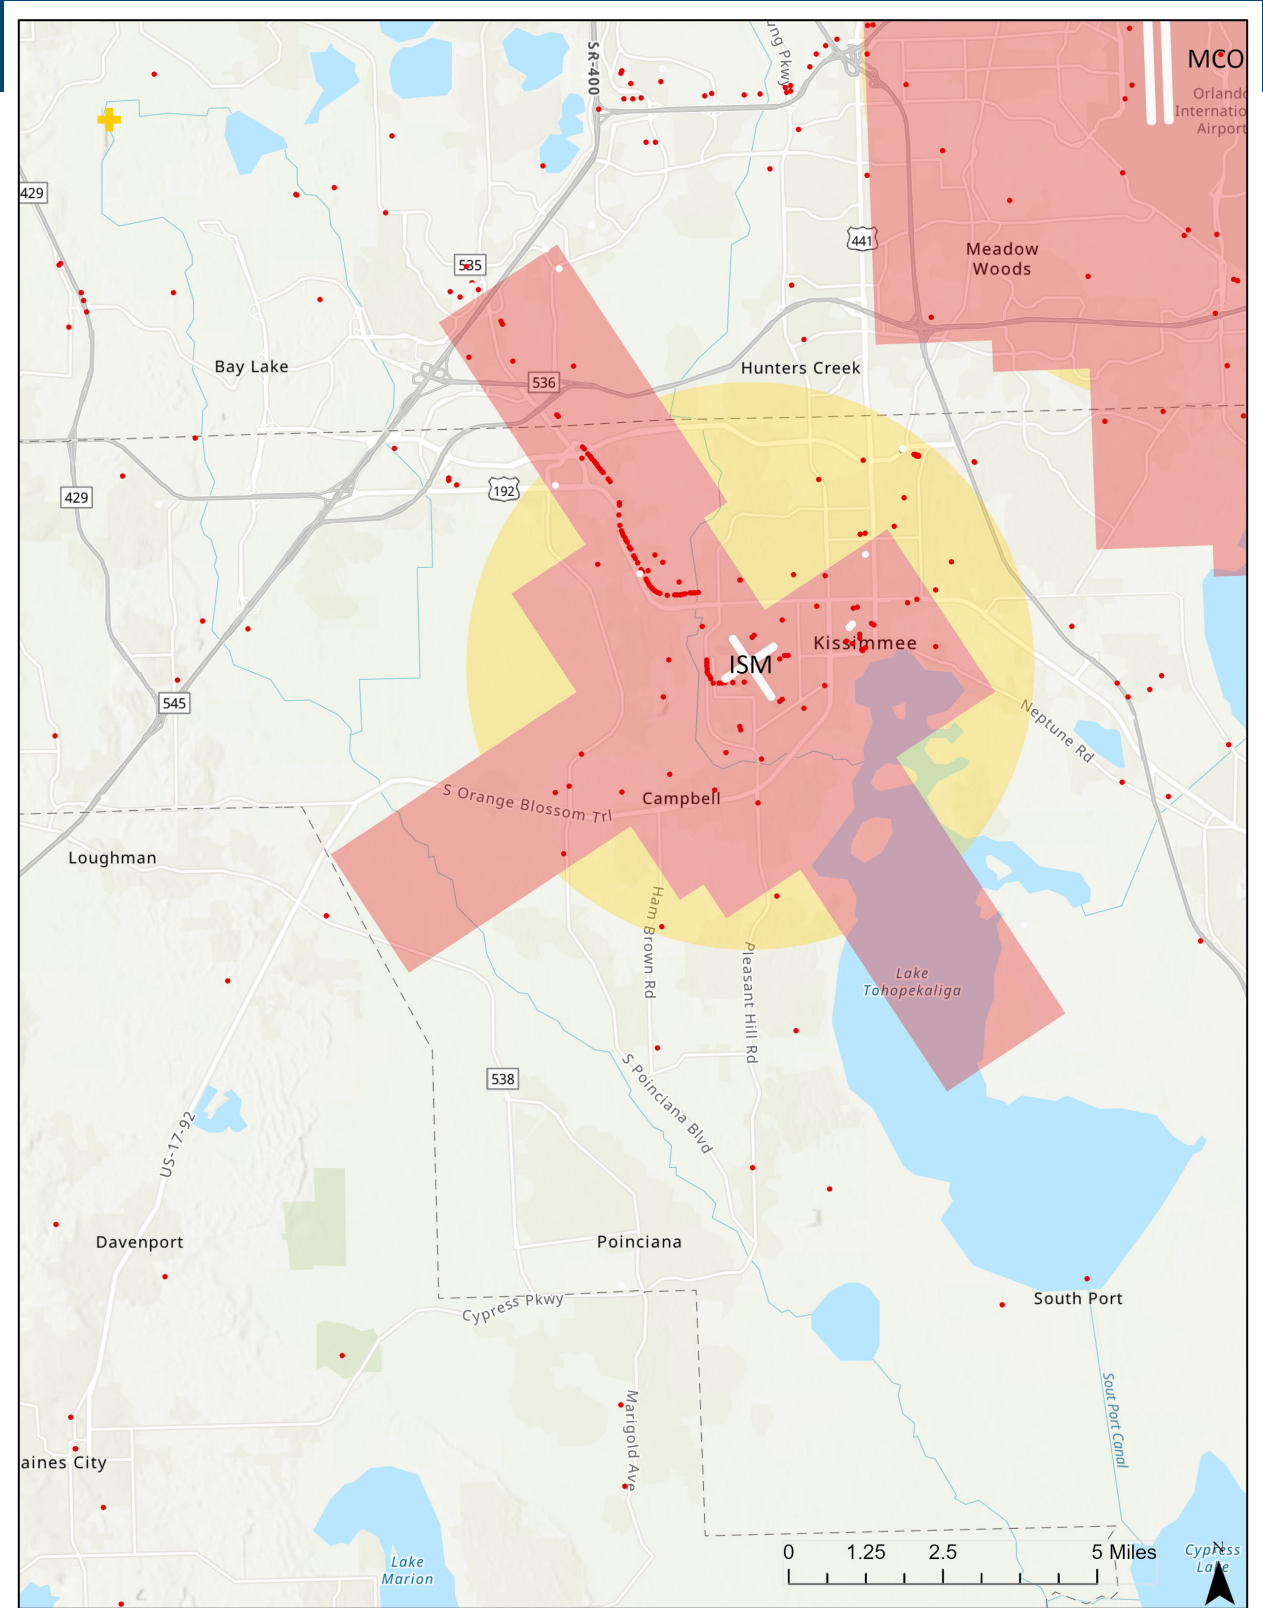 SR-400
ung Pkwy
MCO
Orlando
Internatio
Airport
429
441
Meadow
Woods
535
Bay Lake
Hunters Creek
536
192
429
Kissimmee
ISM
545
Neptune Rd
S Orange Blossom Trl
Campbell
Loughman
Ham Brown Rd
Pleasant Hill Rd
Lake
Tohopekaliga
538
S Poinciana Blvd
US-17-92
Davenport
Poinciana
Cypress Pkwy
South Port
Marigold Ave
Sout Port Canal
aines City
Lake
Marion
0 1.25 2.5 5 Miles
Cypress
Lake
N